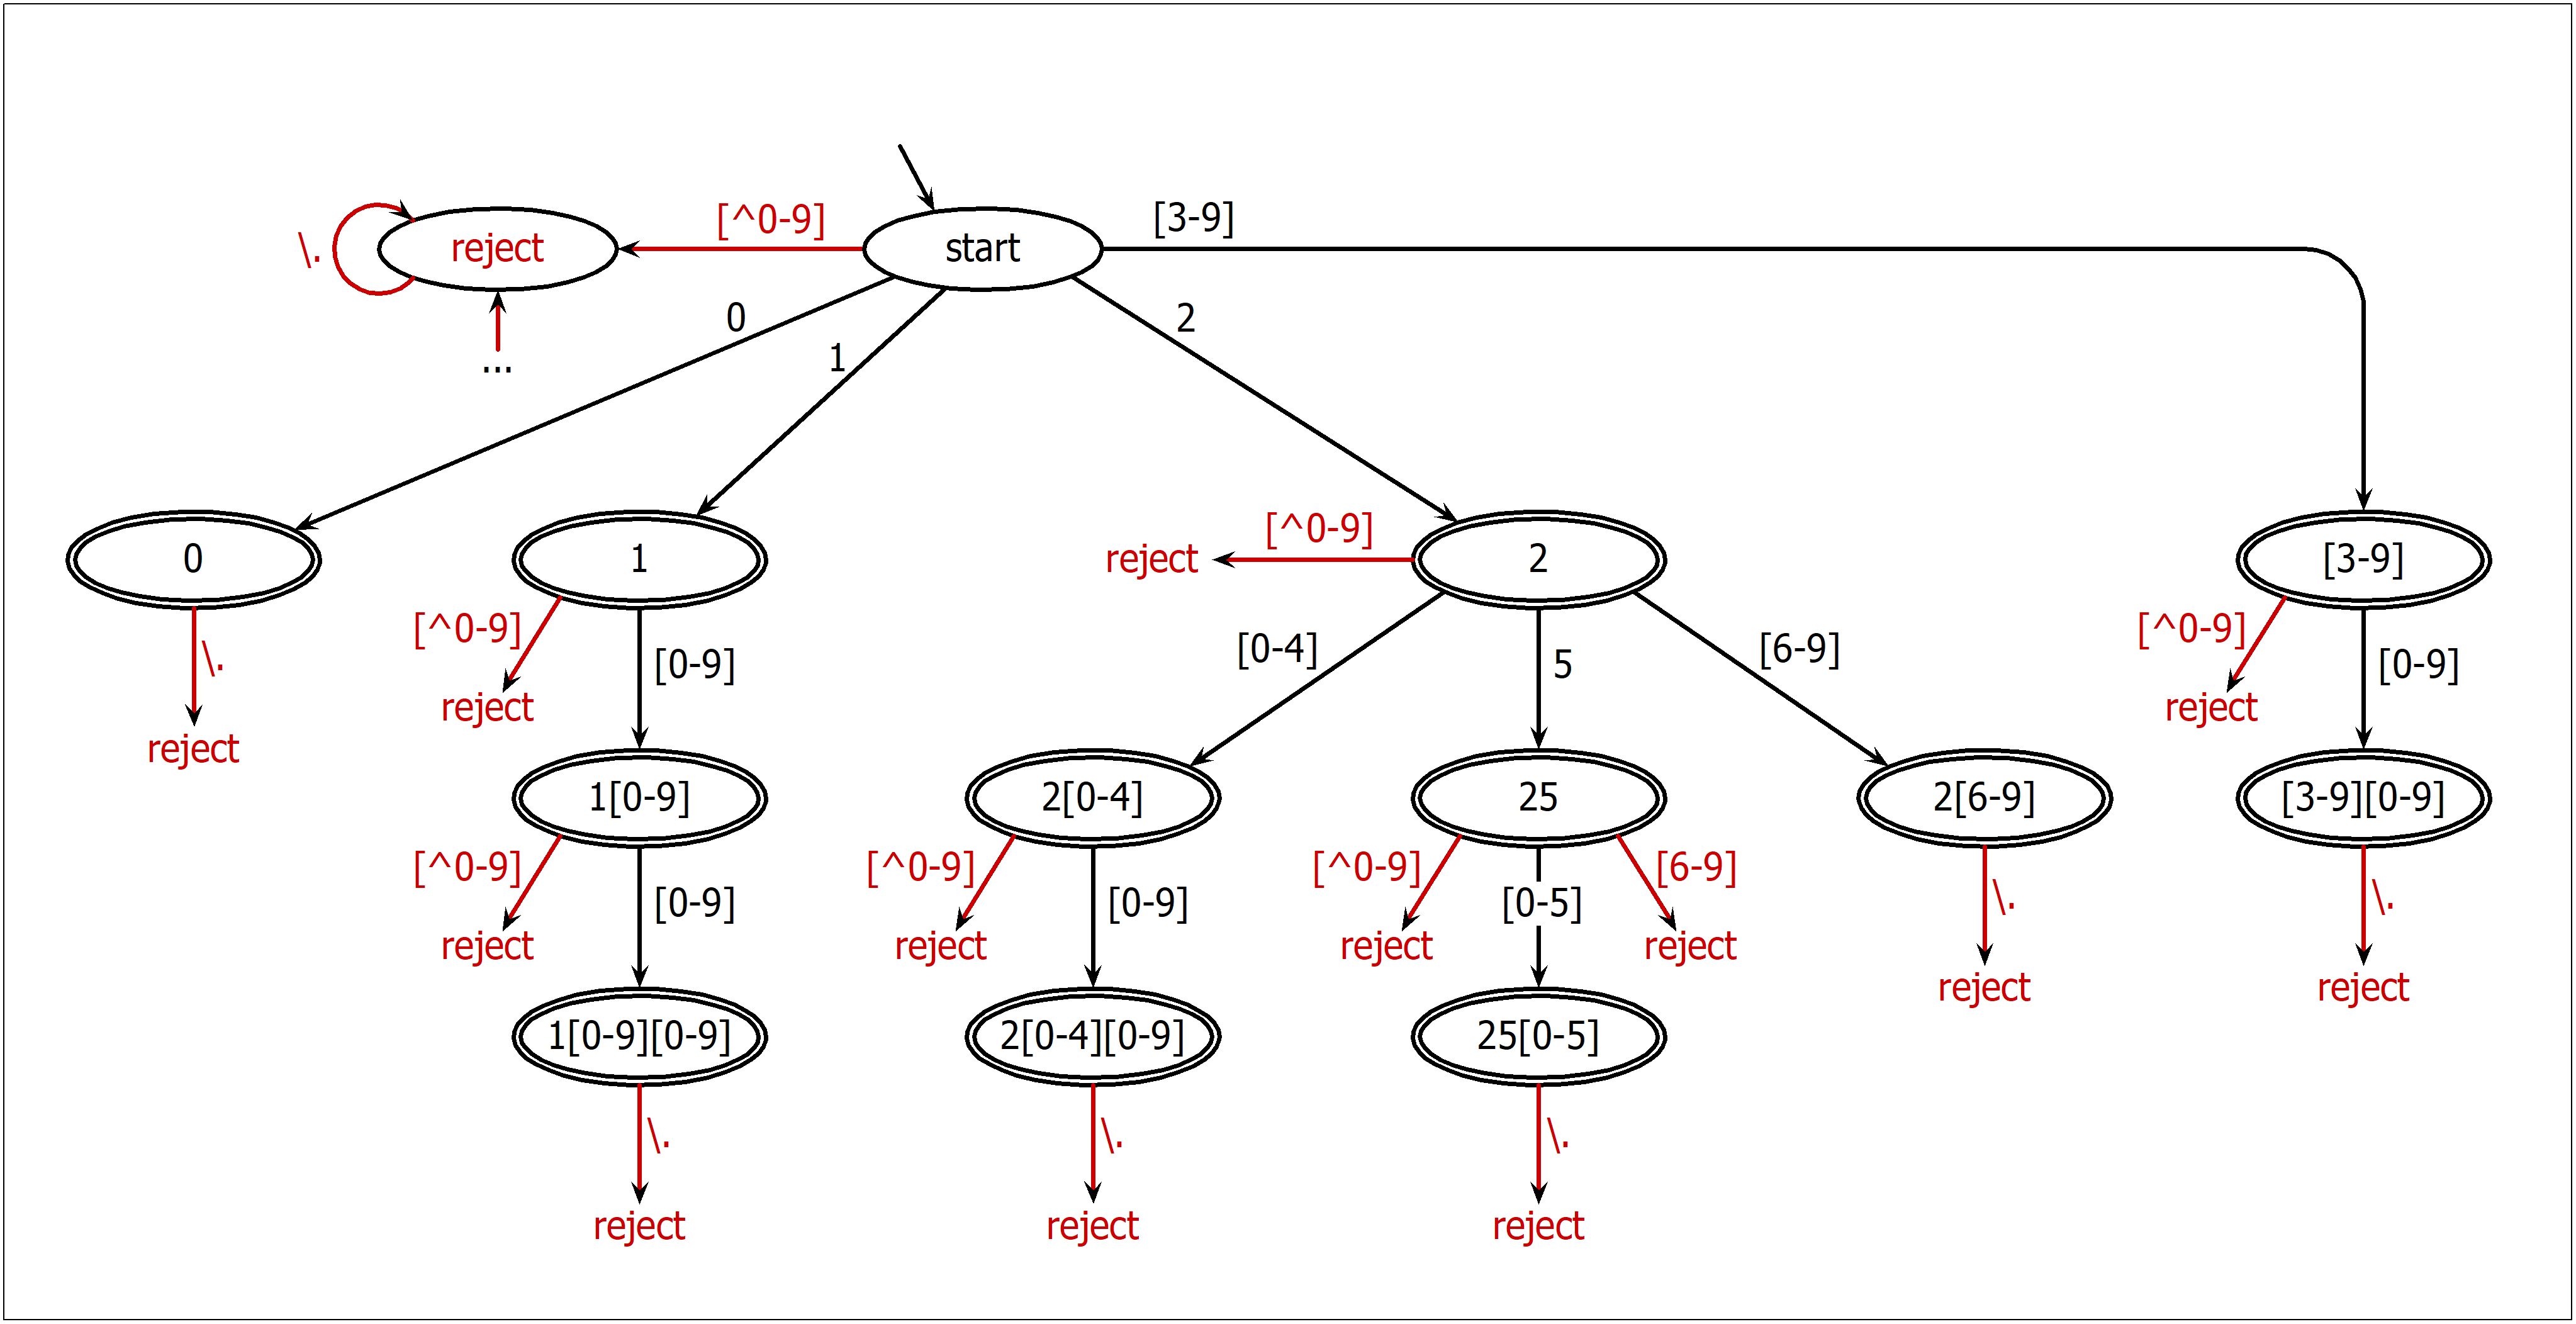 [^0-9]
[3-9]
\.
reject
start
...
0
1
2
0
1
[^0-9]
reject
2
[3-9]
\.
reject
[^0-9]
reject
[0-9]
[0-4]
5
[6-9]
[^0-9]
reject
[0-9]
1[0-9]
2[0-4]
25
2[6-9]
[3-9][0-9]
[^0-9]
reject
[0-9]
[^0-9]
reject
[0-9]
[^0-9]
reject
[0-5]
[6-9]
reject
\.
reject
\.
reject
1[0-9][0-9]
2[0-4][0-9]
25[0-5]
\.
reject
\.
reject
\.
reject